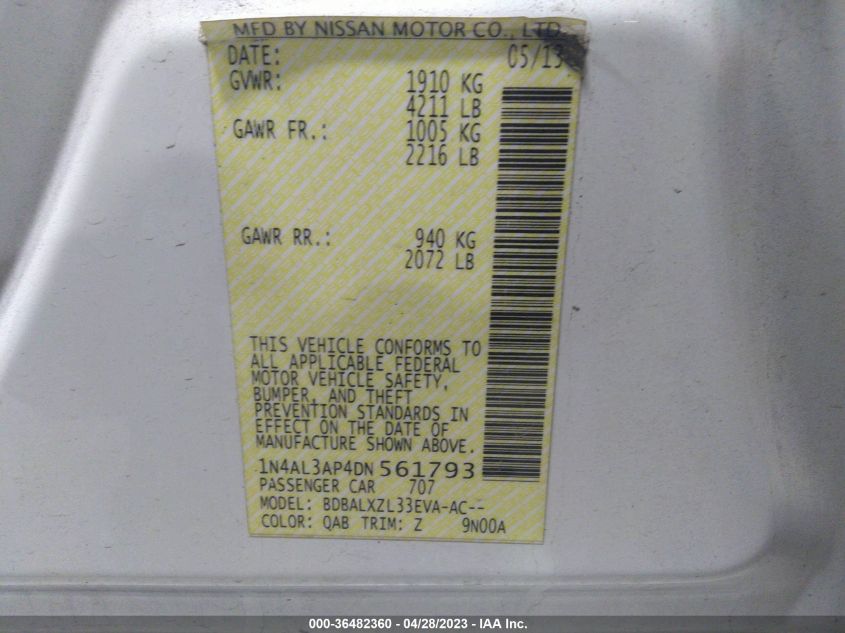 MFD BY NISSAN MOTOR CO., LTD.
DATE: 05/13
GVWR: 1910 KG
4211 LB
GAWR FR.: 1005 KG
2216 LB
GAWR RR.: 940 KG
2072 LB
THIS VEHICLE CONFORMS TO
ALL APPLICABLE FEDERAL
MOTOR VEHICLE SAFETY,
BUMPER, AND THEFT
PREVENTION STANDARDS IN
EFFECT ON THE DATE OF
MANUFACTURE SHOWN ABOVE.
1N4AL3AP4DN 561793
PASSENGER CAR 707
MODEL: BDBALXZL33EVA-AC--
COLOR: QAB TRIM: Z 9N00A
000-36482360 - 04/28/2023 - IAA Inc.